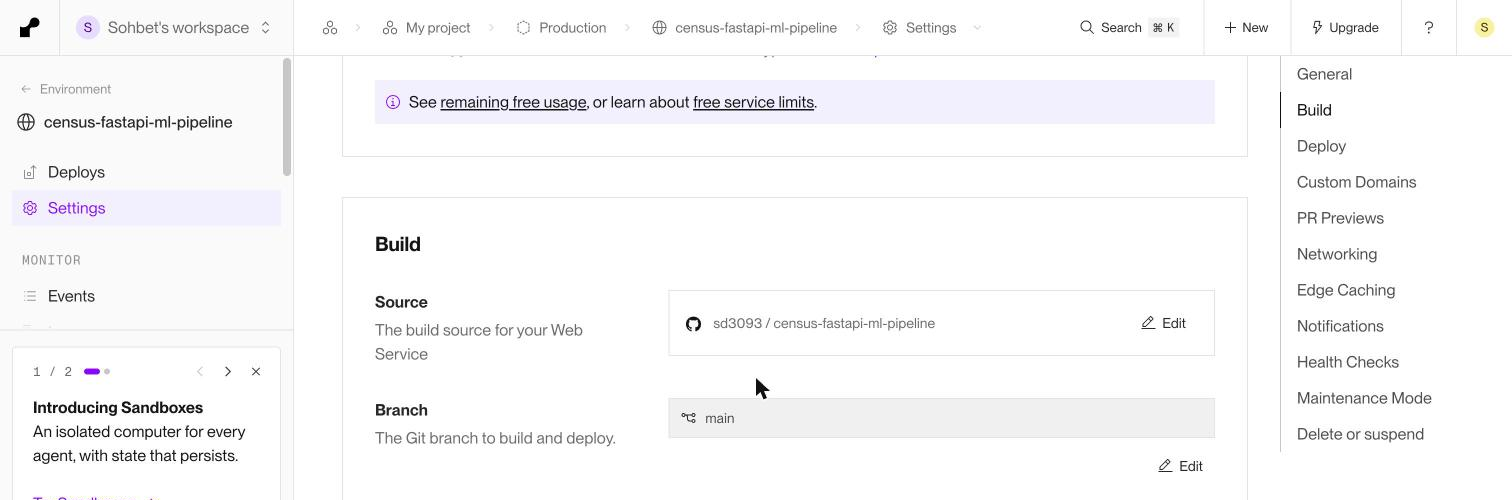 S Sohbet's workspace
My project
Production
census-fastapi-ml-pipeline
Settings
Search ⌘ K
+ New
Upgrade
?
S
← Environment
census-fastapi-ml-pipeline
Deploys
Settings
MONITOR
Events
1 / 2
Introducing Sandboxes
An isolated computer for every
agent, with state that persists.
See remaining free usage, or learn about free service limits.
Build
Source
The build source for your Web
Service
sd3093 / census-fastapi-ml-pipeline
Edit
Branch
The Git branch to build and deploy.
main
Edit
General
Build
Deploy
Custom Domains
PR Previews
Networking
Edge Caching
Notifications
Health Checks
Maintenance Mode
Delete or suspend